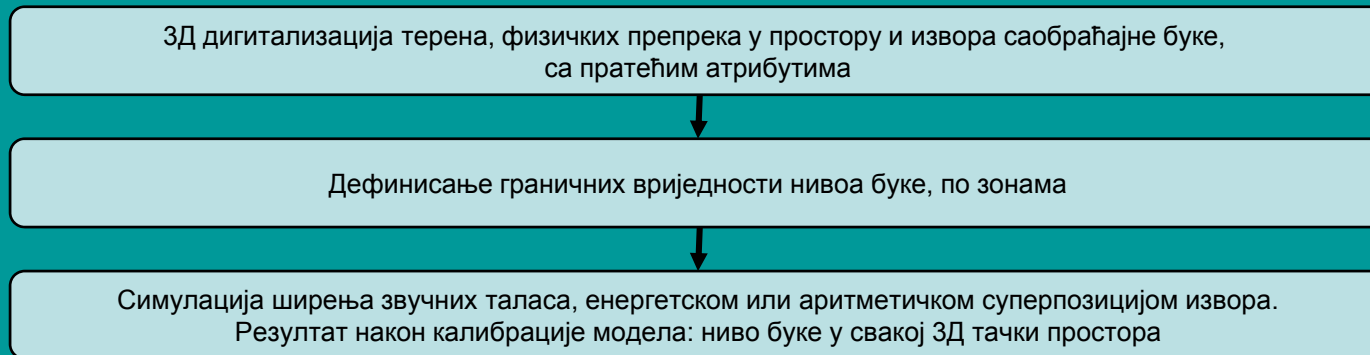 3Д дигитализација терена, физичких препрека у простору и извора саобраћајне буке,
са пратећим атрибутима
Дефинисање граничних вриједности нивоа буке, по зонама
Симулација ширења звучних таласа, енергетском или аритметичком суперпозицијом извора.
Резултат након калибрације модела: ниво буке у свакој 3Д тачки простора